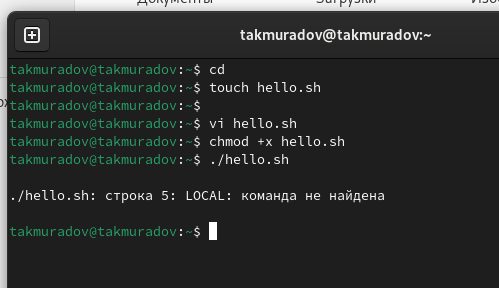 Документы Загрузки
takmuradov@takmuradov:~
takmuradov@takmuradov:~$ cd
takmuradov@takmuradov:~$ touch hello.sh
takmuradov@takmuradov:~$
takmuradov@takmuradov:~$ vi hello.sh
takmuradov@takmuradov:~$ chmod +x hello.sh
takmuradov@takmuradov:~$ ./hello.sh
./hello.sh: строка 5: LOCAL: команда не найдена
takmuradov@takmuradov:~$